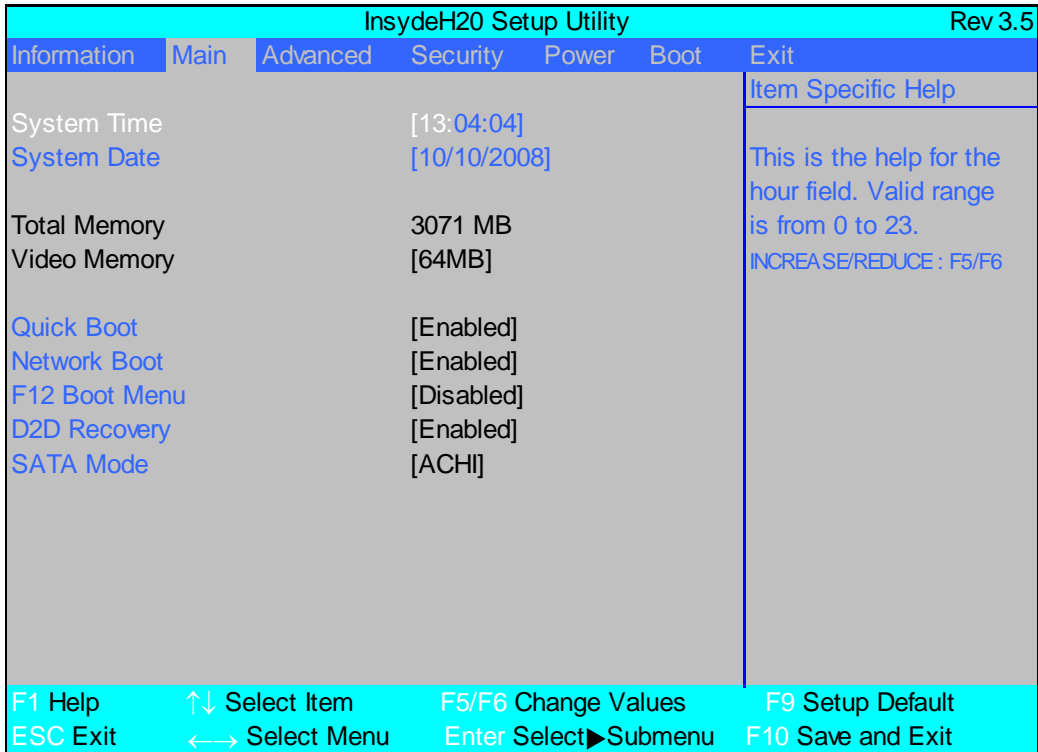 InsydeH20 Setup Utility Rev 3.5
Information Main Advanced Security Power Boot Exit
Item Specific Help
System Time [13:04:04]
System Date [10/10/2008]
This is the help for the
hour field. Valid range
is from 0 to 23.
INCREASE/REDUCE : F5/F6
Total Memory 3071 MB
Video Memory [64MB]
Quick Boot [Enabled]
Network Boot [Enabled]
F12 Boot Menu [Disabled]
D2D Recovery [Enabled]
SATA Mode [ACHI]
F1 Help ↑↓ Select Item F5/F6 Change Values F9 Setup Default
ESC Exit ←→ Select Menu Enter Select▶Submenu F10 Save and Exit